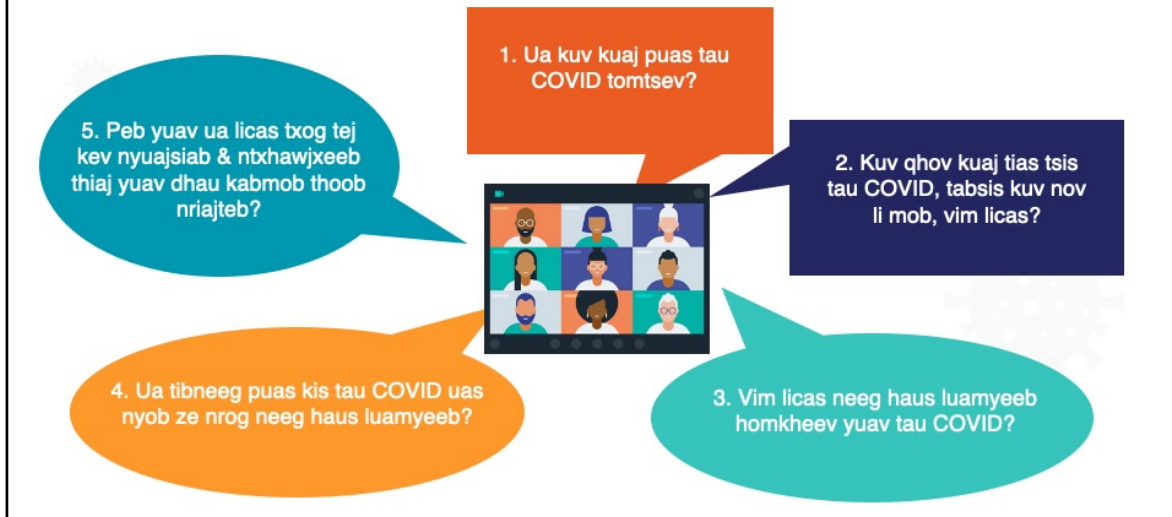 1. Ua kuv kuaj puas tau
COVID tomtsev?
2. Kuv qhov kuaj tias tsis
tau COVID, tabsis kuv nov
li mob, vim licas?
3. Vim licas neeg haus luamyeeb
homkheev yuav tau COVID?
4. Ua tibneeg puas kis tau COVID uas
nyob ze nrog neeg haus luamyeeb?
5. Peb yuav ua licas txog tej
kev nyuajsiab & ntxhawjxeeb
thiaj yuav dhau kabmob thoob
nriajteb?